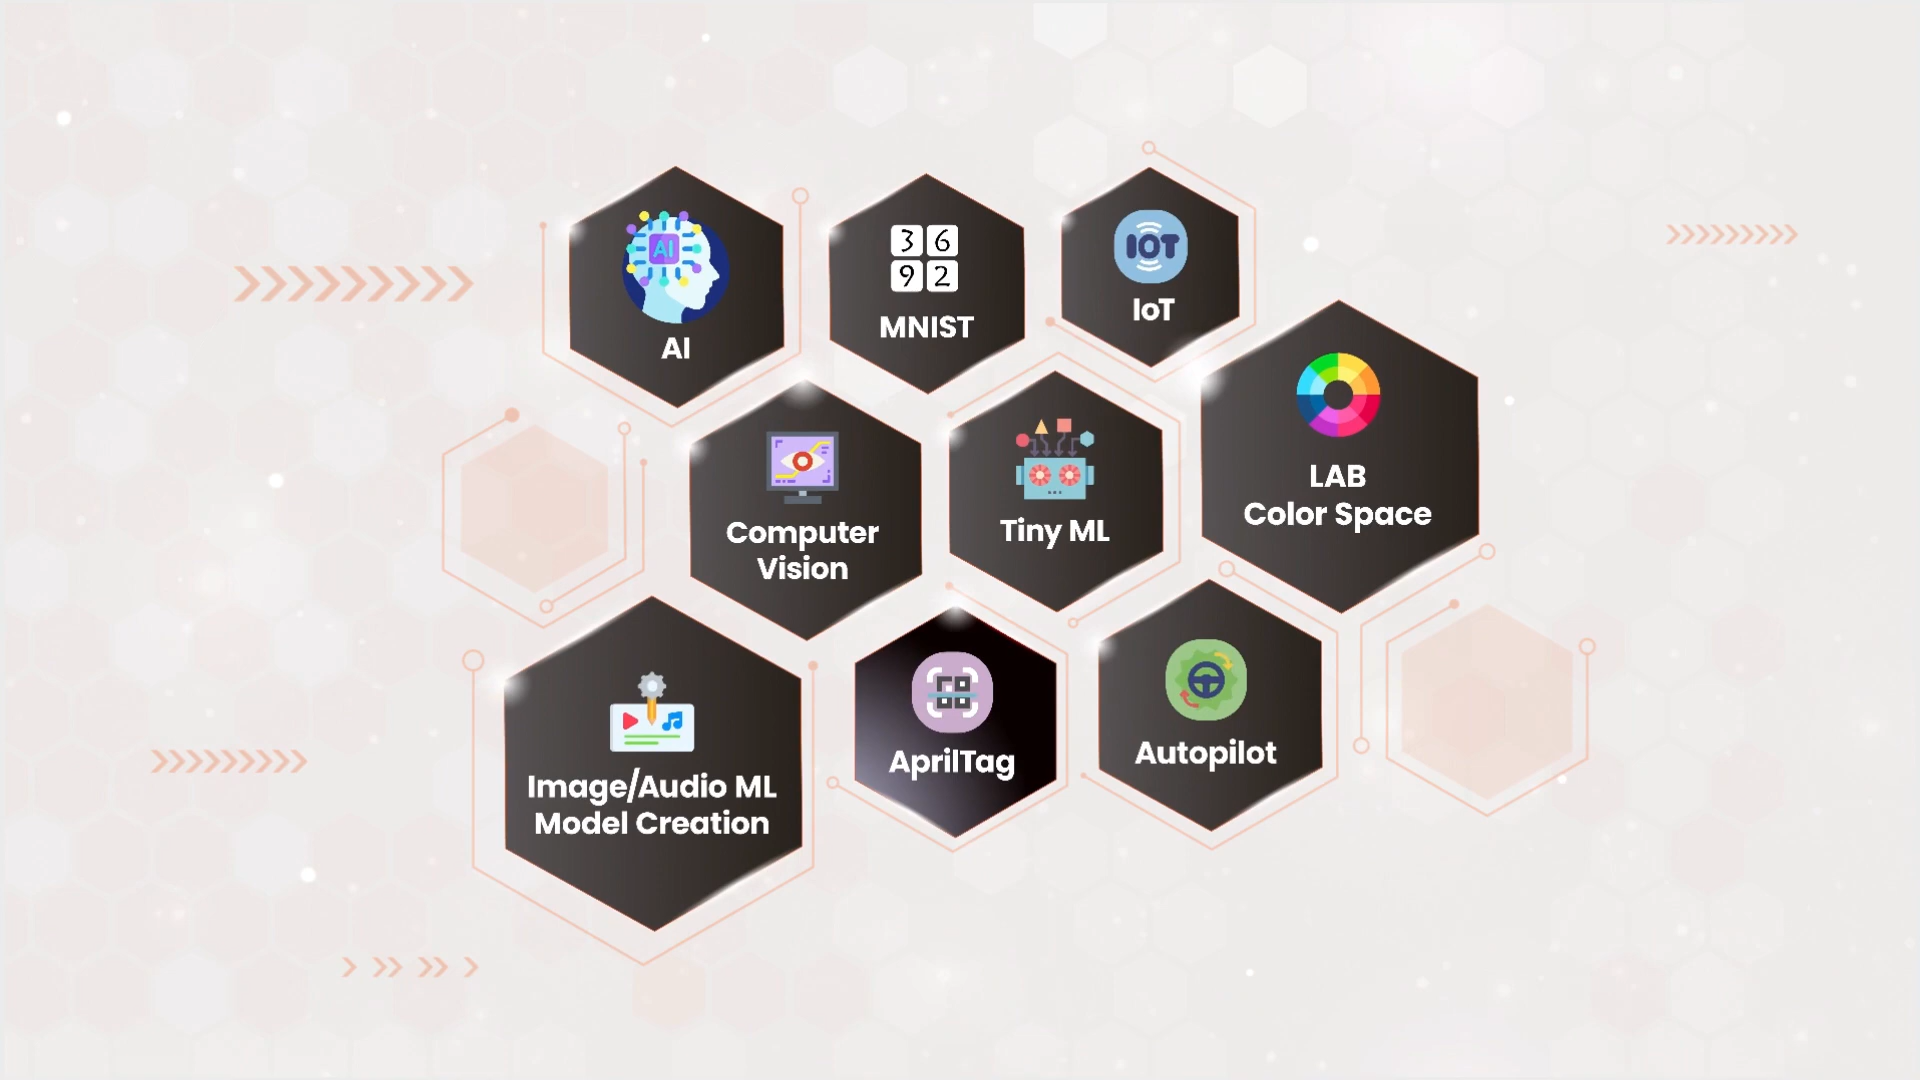 AI
AI
3 6
9 2
MNIST
IOT
IoT
LAB
Color Space
Computer
Vision
Tiny ML
Image/Audio ML
Model Creation
AprilTag
Autopilot